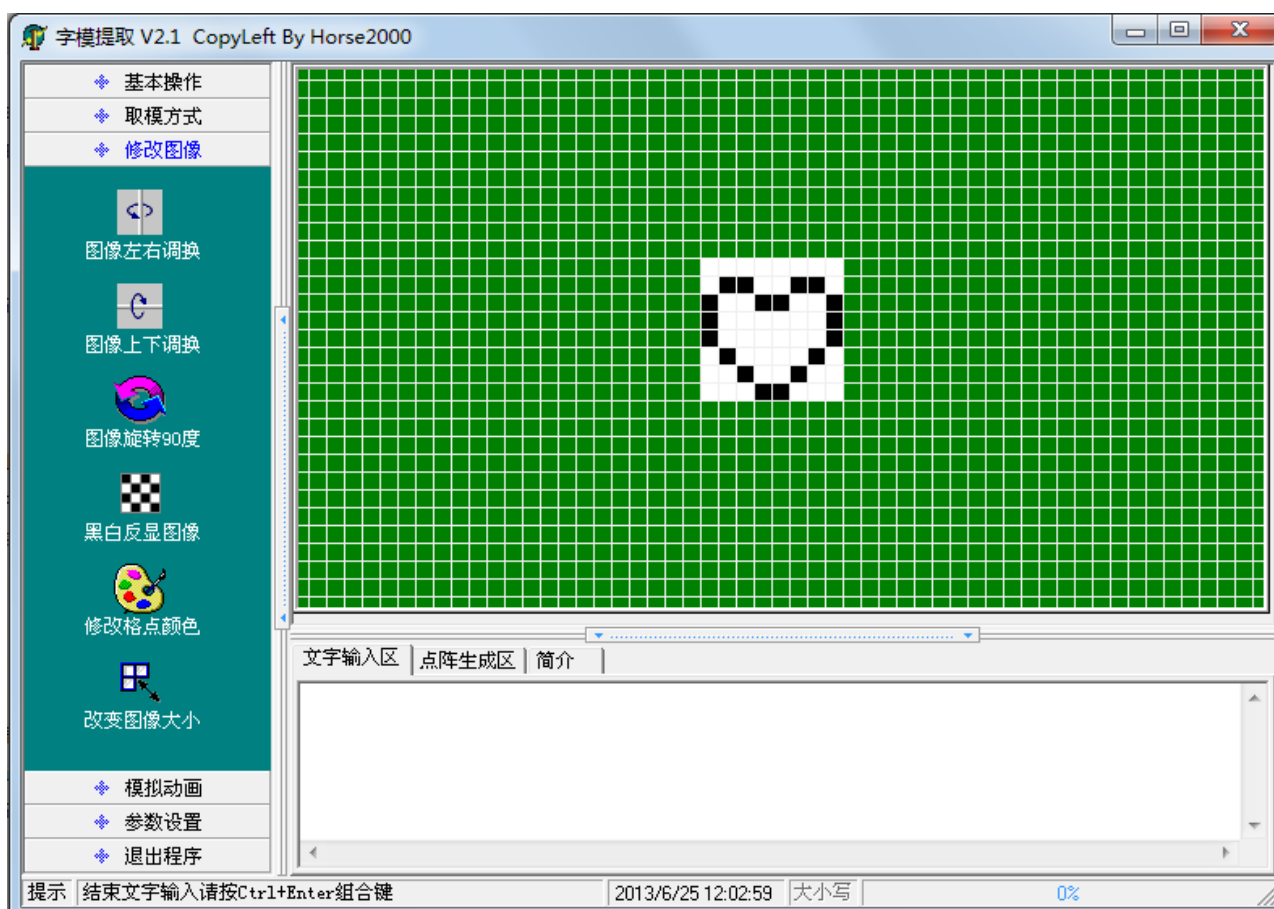 字模提取 V2.1 CopyLeft By Horse2000
基本操作
取模方式
修改图像
图像左右调换
图像上下调换
图像旋转90度
黑白反显图像
修改格点颜色
改变图像大小
模拟动画
参数设置
退出程序
文字输入区 点阵生成区 简介
提示 结束文字输入请按Ctrl+Enter组合键 2013/6/25 12:02:59 大小写 0%